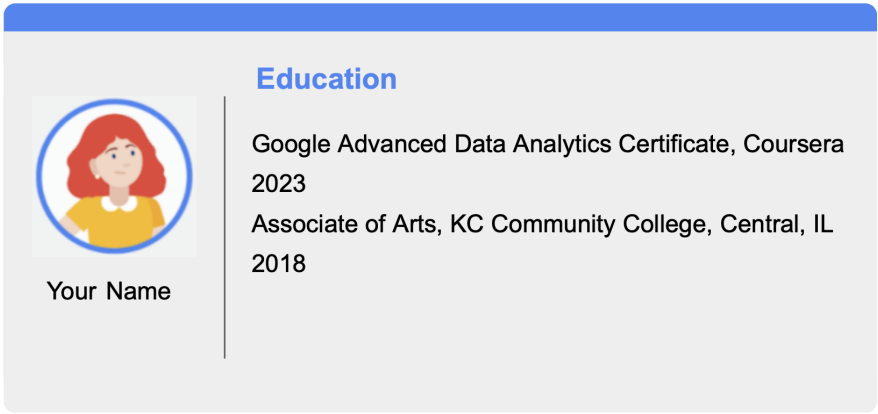 Education
Google Advanced Data Analytics Certificate, Coursera
2023
Associate of Arts, KC Community College, Central, IL
2018
Your Name